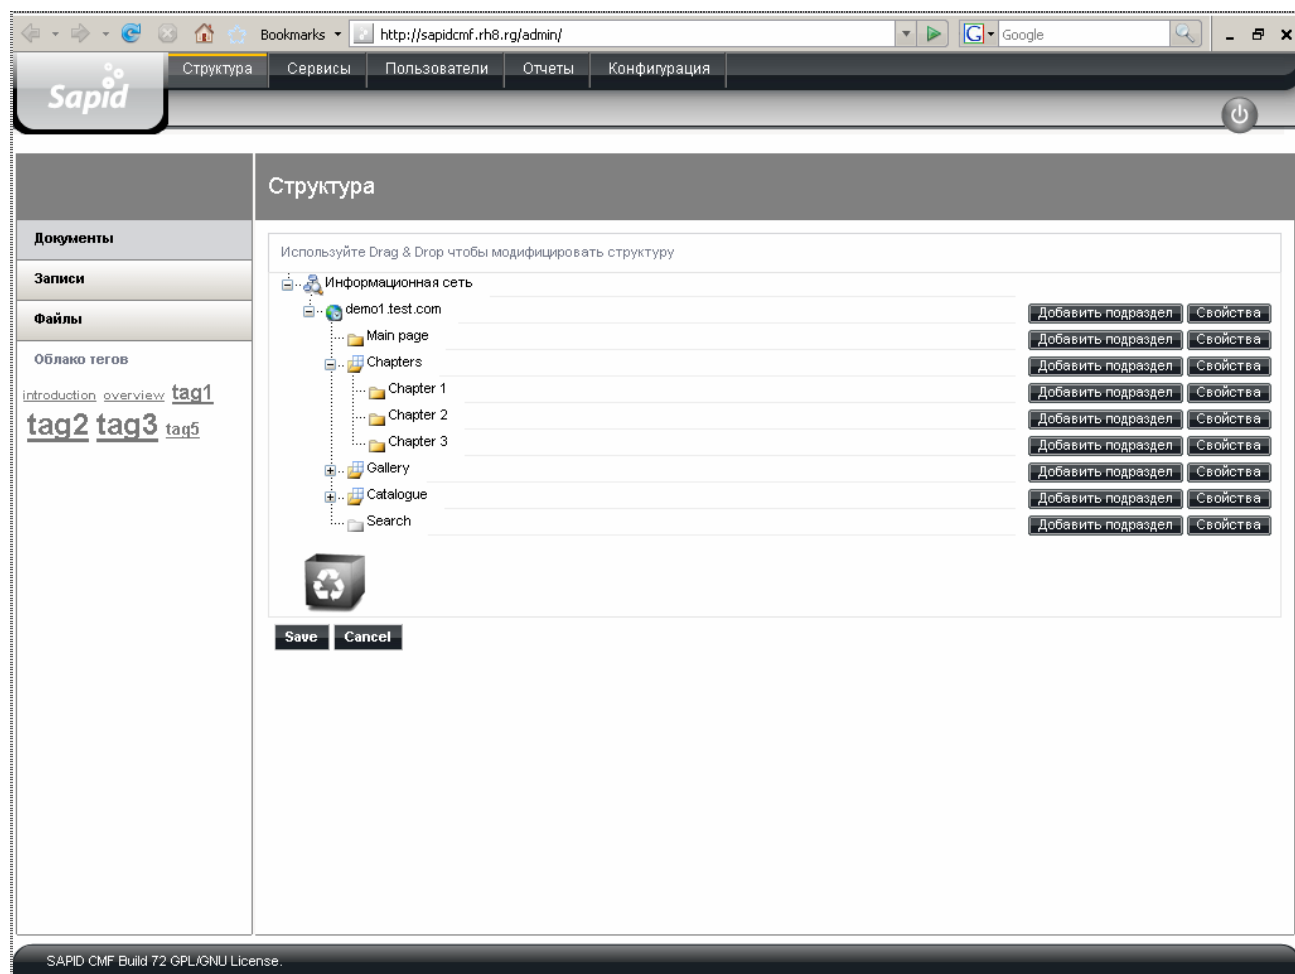 Bookmarks http://sapidcmf.rh8.rg/admin/ G Google
Sapid
Структура Сервисы Пользователи Отчеты Конфигурация
Структура
Документы
Записи
Файлы
Облако тегов
introduction overview tag1
tag2 tag3 tag5
Используйте Drag & Drop чтобы модифицировать структуру
Информационная сеть
demo1.test.com Добавить подраздел Свойства
Main page Добавить подраздел Свойства
Chapters Добавить подраздел Свойства
Chapter 1 Добавить подраздел Свойства
Chapter 2 Добавить подраздел Свойства
Chapter 3 Добавить подраздел Свойства
Gallery Добавить подраздел Свойства
Catalogue Добавить подраздел Свойства
Search Добавить подраздел Свойства
Save Cancel
SAPID CMF Build 72 GPL/GNU License.